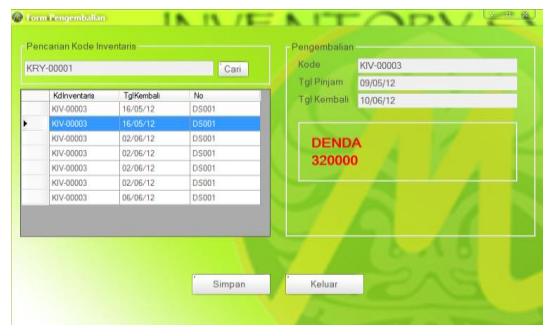 Form Pengembalian
INVENTORY
Pencarian Kode Inventaris
KRY-00001
Cari
KdInventaris TglKembali No
KIV-00003 16/05/12 DS001
KIV-00003 16/05/12 DS001
KIV-00003 02/06/12 DS001
KIV-00003 02/06/12 DS001
KIV-00003 02/06/12 DS001
KIV-00003 02/06/12 DS001
KIV-00003 06/06/12 DS001
Pengembalian
Kode KIV-00003
Tgl Pinjam 09/05/12
Tgl Kembali 10/06/12
DENDA
320000
Simpan
Keluar